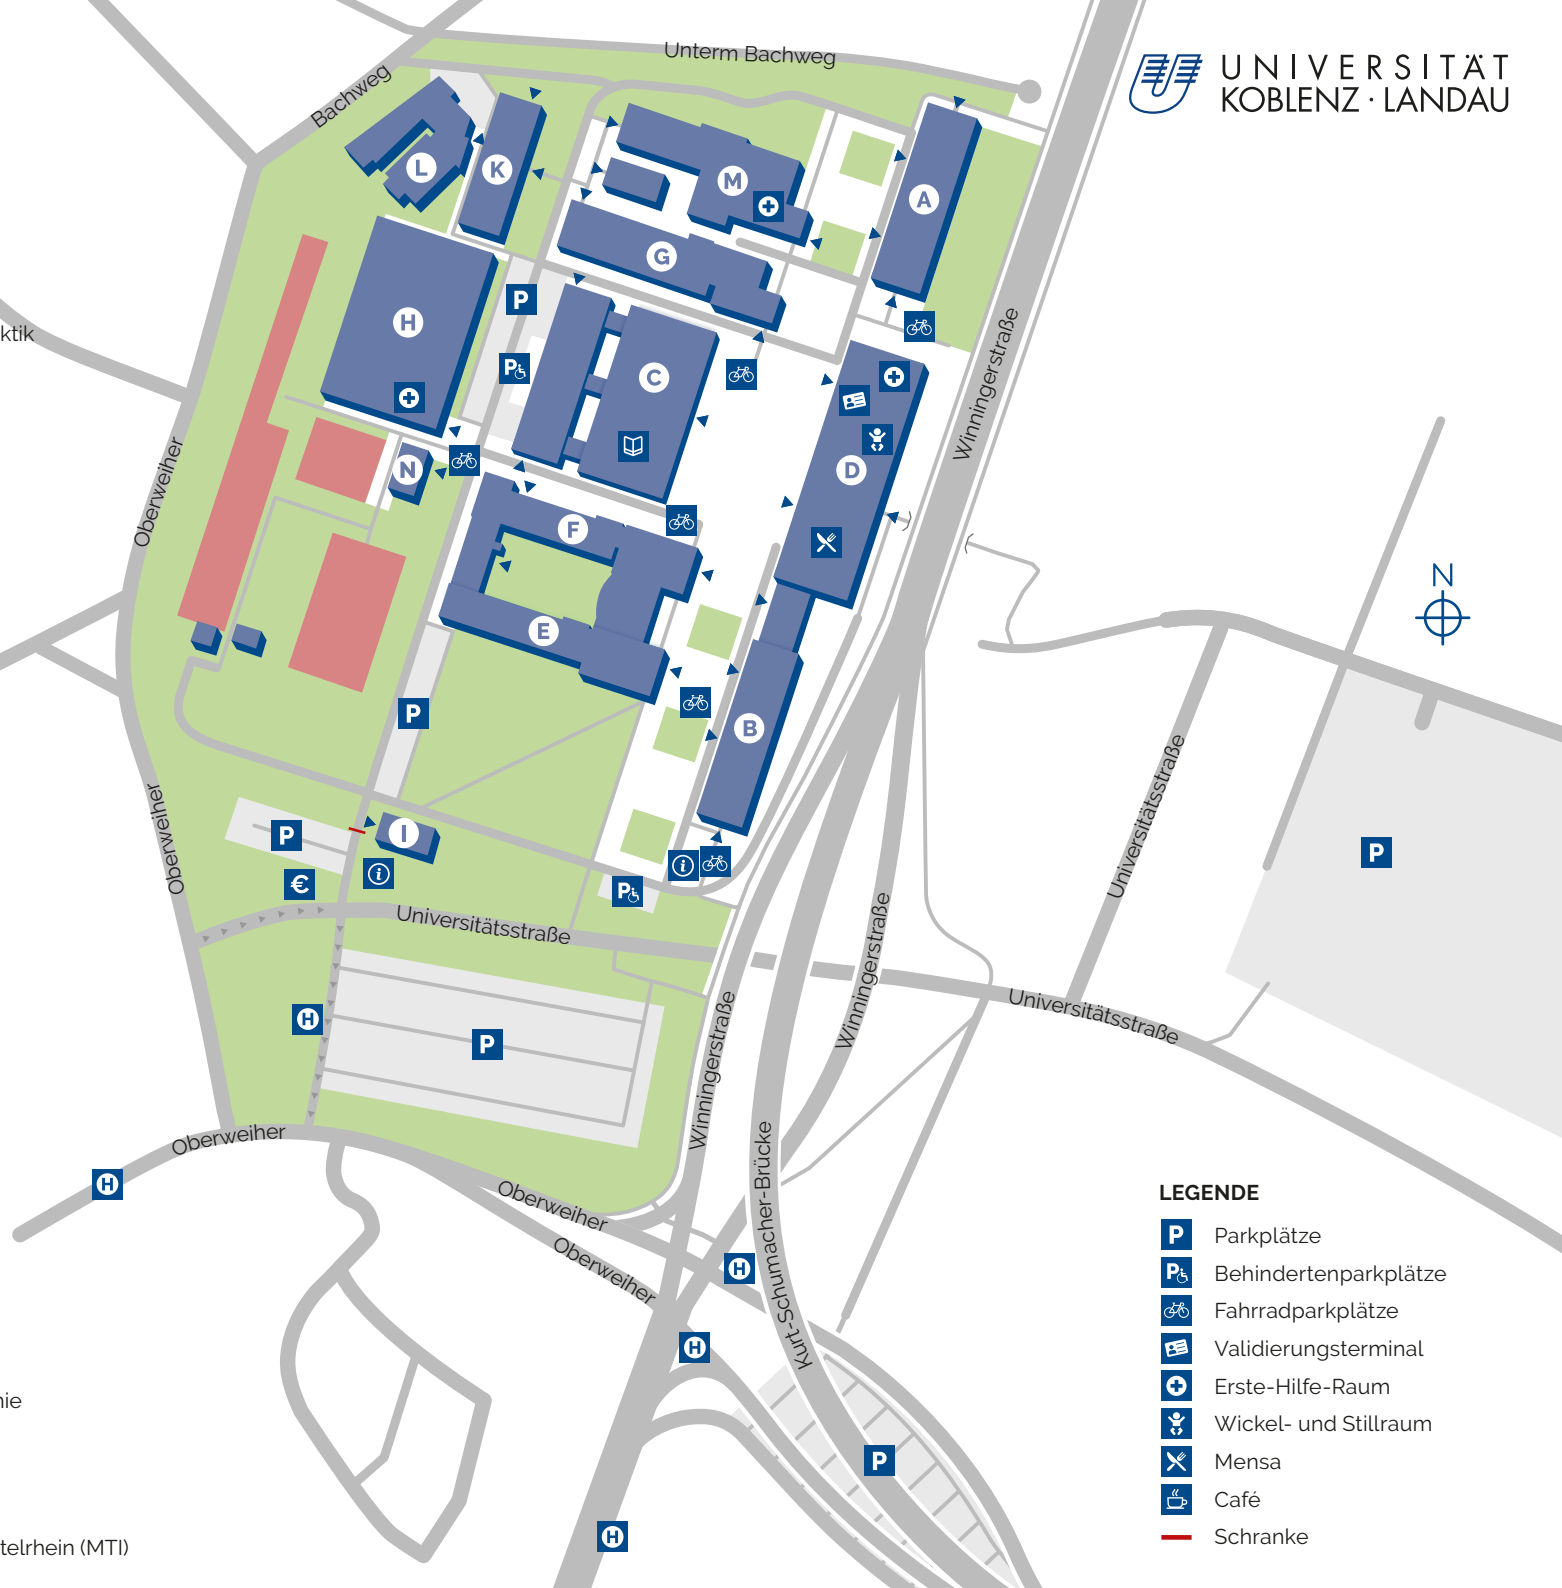 Unterm Bachweg
UNIVERSITÄT
KOBLENZ · LANDAU
Bachweg
L
K
M
A
G
P
H
ktik
C
P
Winningerstraße
N
D
Oberweiher
F
N
E
P
B
Universitätsstraße
P
I
P
Oberweiher
€
i
i
P
Universitätsstraße
Winningerstraße
Universitätsstraße
H
P
Winningerstraße
Oberweiher
H
Oberweiher
Oberweiher
Kurt-Schumacher-Brücke
H
H
P
H
nie
telrhein (MTI)
LEGENDE
P Parkplätze
P Behindertenparkplätze
Fahrradparkplätze
Validierungsterminal
Erste-Hilfe-Raum
Wickel- und Stillraum
Mensa
Café
Schranke